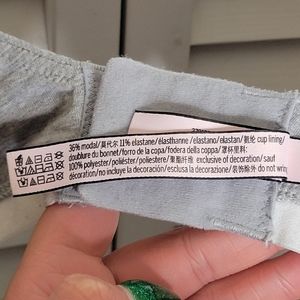 36% modal/莫代尔 11% elastane/élasthanne /elastano/elastan/氨纶 cup lining/
doublure du bonnet/forro de la copa/fodera della coppa/罩杯里料:
100% polyester/poliéster/poliestere/聚酯纤维 exclusive of decoration/sauf
décoration/no incluye la decoración/esclusa la decorazione/装饰除外 do not wring